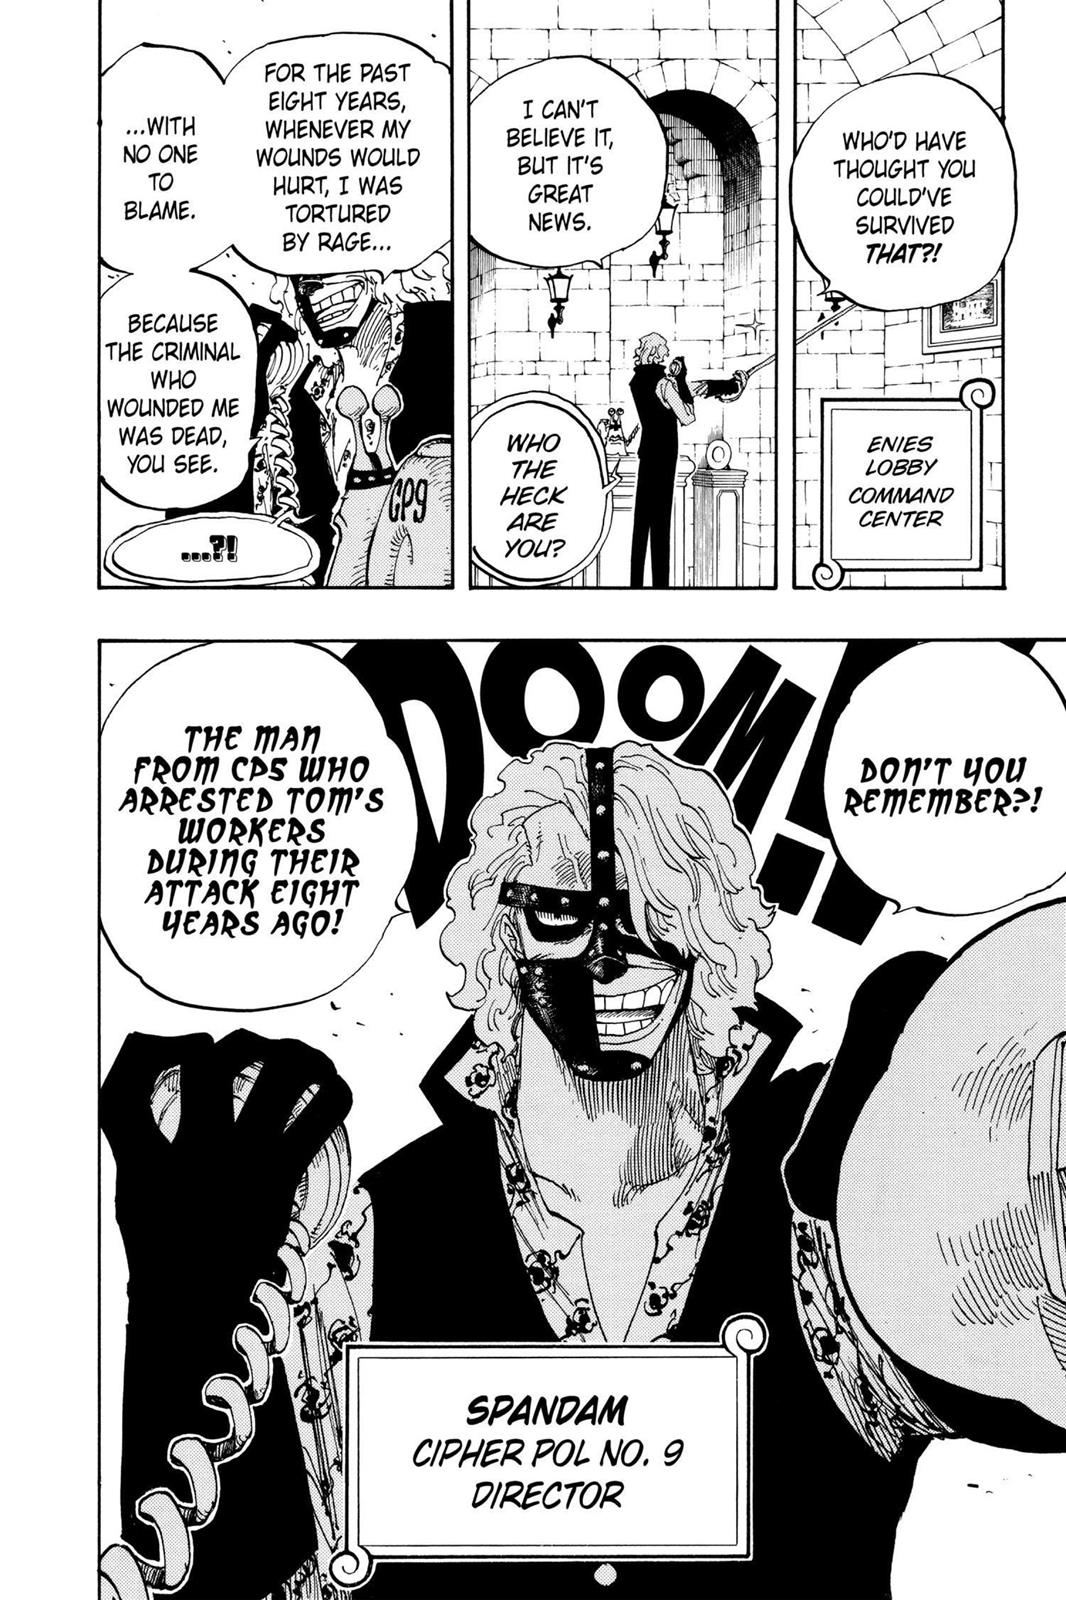 WHO'D HAVE
THOUGHT YOU
COULD'VE
SURVIVED
THAT?!
ENIES
LOBBY
COMMAND
CENTER
I CAN'T
BELIEVE IT,
BUT IT'S
GREAT
NEWS.
WHO
THE
HECK
ARE
YOU?
FOR THE PAST
EIGHT YEARS,
WHENEVER MY
WOUNDS WOULD
HURT, I WAS
TORTURED
BY RAGE...
...WITH
NO ONE
TO
BLAME.
BECAUSE
THE CRIMINAL
WHO
WOUNDED ME
WAS DEAD,
YOU SEE.
CP9
....?!
DON'T YOU
REMEMBER?!
DOOM!!
THE MAN
FROM CP5 WHO
ARRESTED TOM'S
WORKERS
DURING THEIR
ATTACK EIGHT
YEARS AGO!
SPANDAM
CIPHER POL NO. 9
DIRECTOR